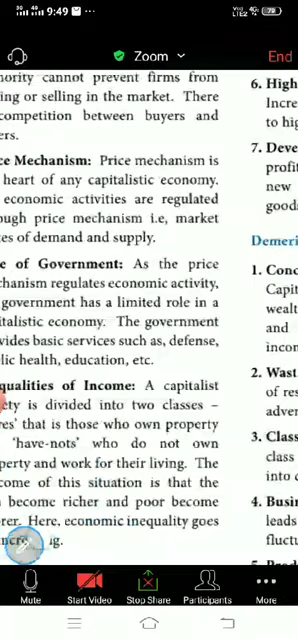 9:49
Zoom
End
ority cannot prevent firms from
ing or selling in the market. There
competition between buyers and
ers.
ce Mechanism: Price mechanism is
heart of any capitalistic economy.
economic activities are regulated
ough price mechanism i.e, market
es of demand and supply.
e of Government: As the price
chanism regulates economic activity,
government has a limited role in a
italistic economy. The government
vides basic services such as, defense,
lic health, education, etc.
qualities of Income: A capitalist
ety is divided into two classes –
es' that is those who own property
'have-nots' who do not own
perty and work for their living. The
come of this situation is that the
become richer and poor become
rer. Here, economic inequality goes
incre ng.
6. High
Incre
to hig
7. Deve
profit
new
good
Demeri
1. Conc
Capit
wealt
and
incon
2. Wast
of res
adver
3. Class
class
into c
4. Busin
leads
fluctu
Mute
Start Video
Stop Share
Participants
More